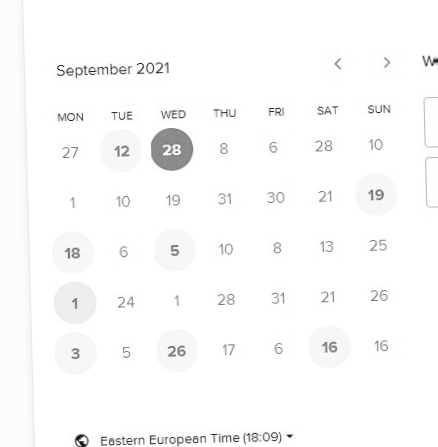 September 2021
MON TUE WED THU FRI SAT SUN
27 12 28 8 6 28 10
1 10 19 31 30 21 19
18 6 5 10 8 13 25
1 24 1 28 31 21 26
3 5 26 17 6 16 16
Eastern European Time (18:09)